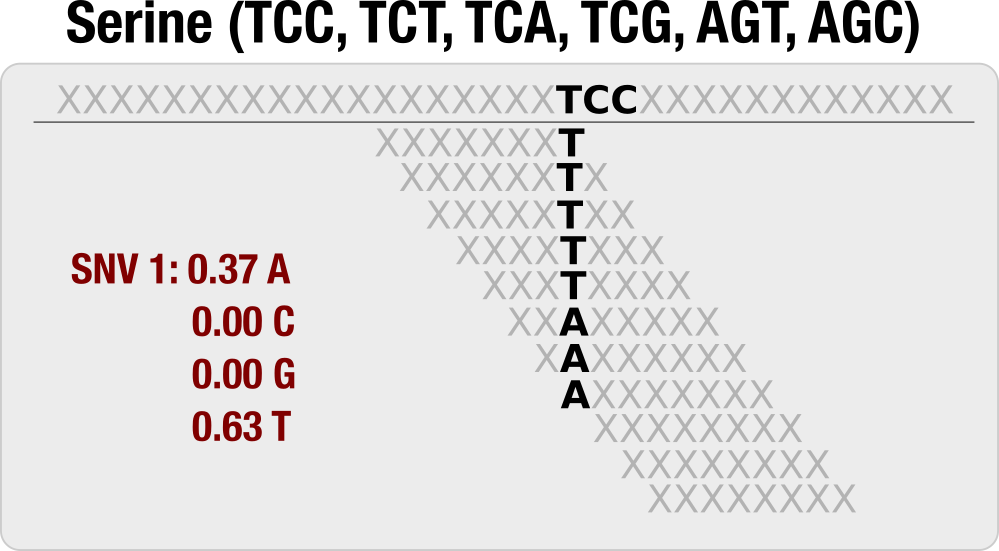 Serine (TCC, TCT, TCA, TCG, AGT, AGC)
XXXXXXXXXXXXXXXXXXXTCCXXXXXXXXXXXX
XXXXXXXT
XXXXXXTX
XXXXXTXX
XXXXTXXX
XXXTXXXX
XXAXXXXX
XAXXXXXX
AXXXXXXX
XXXXXXXX
XXXXXXXX
XXXXXXXX
SNV 1: 0.37 A
0.00 C
0.00 G
0.63 T